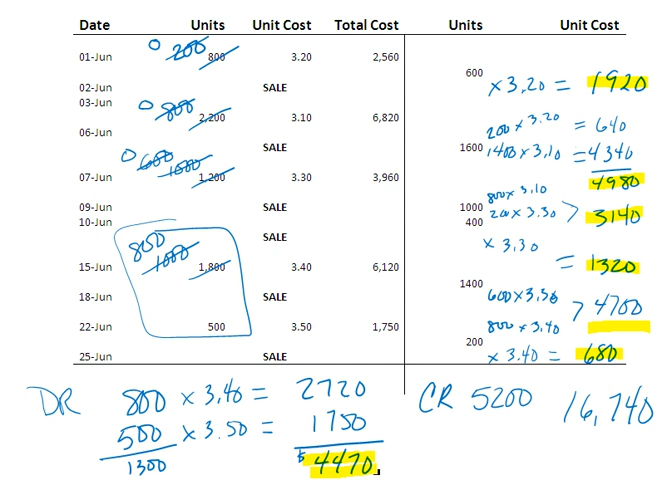 Date Units Unit Cost Total Cost Units Unit Cost
0 200
01-Jun 800 3.20 2,560
600 × 3.20 = 1920
02-Jun SALE
03-Jun 0 800 2,200 3.10 6,820
200 × 3.20 = 640
06-Jun SALE 1600 1400 × 3.10 = 4340
4980
0 600 1000
07-Jun 1,200 3.30 3,960
800 × 3.10
09-Jun SALE 1000 200 × 3.30 > 3140
10-Jun SALE 400 × 3.30 = 1320
800 1000
15-Jun 1,800 3.40 6,120
18-Jun SALE 1400 600 × 3.30 > 4700
800 × 3.40
22-Jun 500 3.50 1,750
25-Jun SALE 200 × 3.40 = 680
DR 800 × 3.40 = 2720 CR 5200 16,740
500 × 3.50 = 1750
1300 $4470